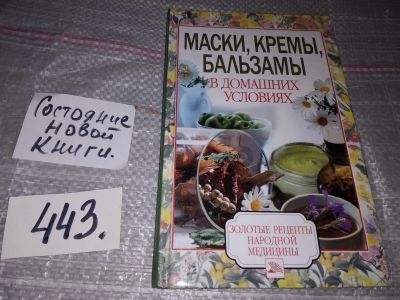 МАСКИ, КРЕМЫ,
БАЛЬЗАМЫ
В ДОМАШНИХ
УСЛОВИЯХ
Состояние
новой
книги.
443.
ЗОЛОТЫЕ РЕЦЕПТЫ
НАРОДНОЙ
МЕДИЦИНЫ